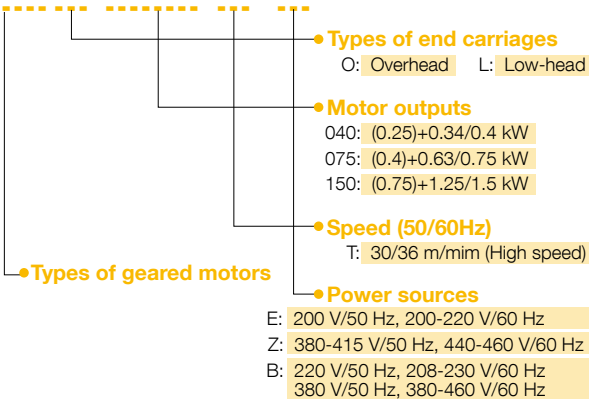 Types of end carriages
O: Overhead L: Low-head
Motor outputs
040: (0.25)+0.34/0.4 kW
075: (0.4)+0.63/0.75 kW
150: (0.75)+1.25/1.5 kW
Speed (50/60Hz)
T: 30/36 m/mim (High speed)
Types of geared motors
Power sources
E: 200 V/50 Hz, 200-220 V/60 Hz
Z: 380-415 V/50 Hz, 440-460 V/60 Hz
B: 220 V/50 Hz, 208-230 V/60 Hz
380 V/50 Hz, 380-460 V/60 Hz